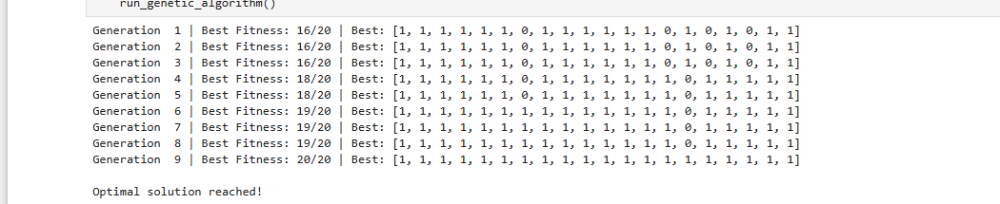 run_genetic_algorithm()
Generation  1 | Best Fitness: 16/20 | Best: [1, 1, 1, 1, 1, 1, 0, 1, 1, 1, 1, 1, 1, 0, 1, 0, 1, 0, 1, 1]
Generation  2 | Best Fitness: 16/20 | Best: [1, 1, 1, 1, 1, 1, 0, 1, 1, 1, 1, 1, 1, 0, 1, 0, 1, 0, 1, 1]
Generation  3 | Best Fitness: 16/20 | Best: [1, 1, 1, 1, 1, 1, 0, 1, 1, 1, 1, 1, 1, 0, 1, 0, 1, 0, 1, 1]
Generation  4 | Best Fitness: 18/20 | Best: [1, 1, 1, 1, 1, 1, 0, 1, 1, 1, 1, 1, 1, 1, 0, 1, 1, 1, 1, 1]
Generation  5 | Best Fitness: 18/20 | Best: [1, 1, 1, 1, 1, 1, 0, 1, 1, 1, 1, 1, 1, 1, 0, 1, 1, 1, 1, 1]
Generation  6 | Best Fitness: 19/20 | Best: [1, 1, 1, 1, 1, 1, 1, 1, 1, 1, 1, 1, 1, 1, 0, 1, 1, 1, 1, 1]
Generation  7 | Best Fitness: 19/20 | Best: [1, 1, 1, 1, 1, 1, 1, 1, 1, 1, 1, 1, 1, 1, 0, 1, 1, 1, 1, 1]
Generation  8 | Best Fitness: 19/20 | Best: [1, 1, 1, 1, 1, 1, 1, 1, 1, 1, 1, 1, 1, 1, 0, 1, 1, 1, 1, 1]
Generation  9 | Best Fitness: 20/20 | Best: [1, 1, 1, 1, 1, 1, 1, 1, 1, 1, 1, 1, 1, 1, 1, 1, 1, 1, 1, 1]
Optimal solution reached!